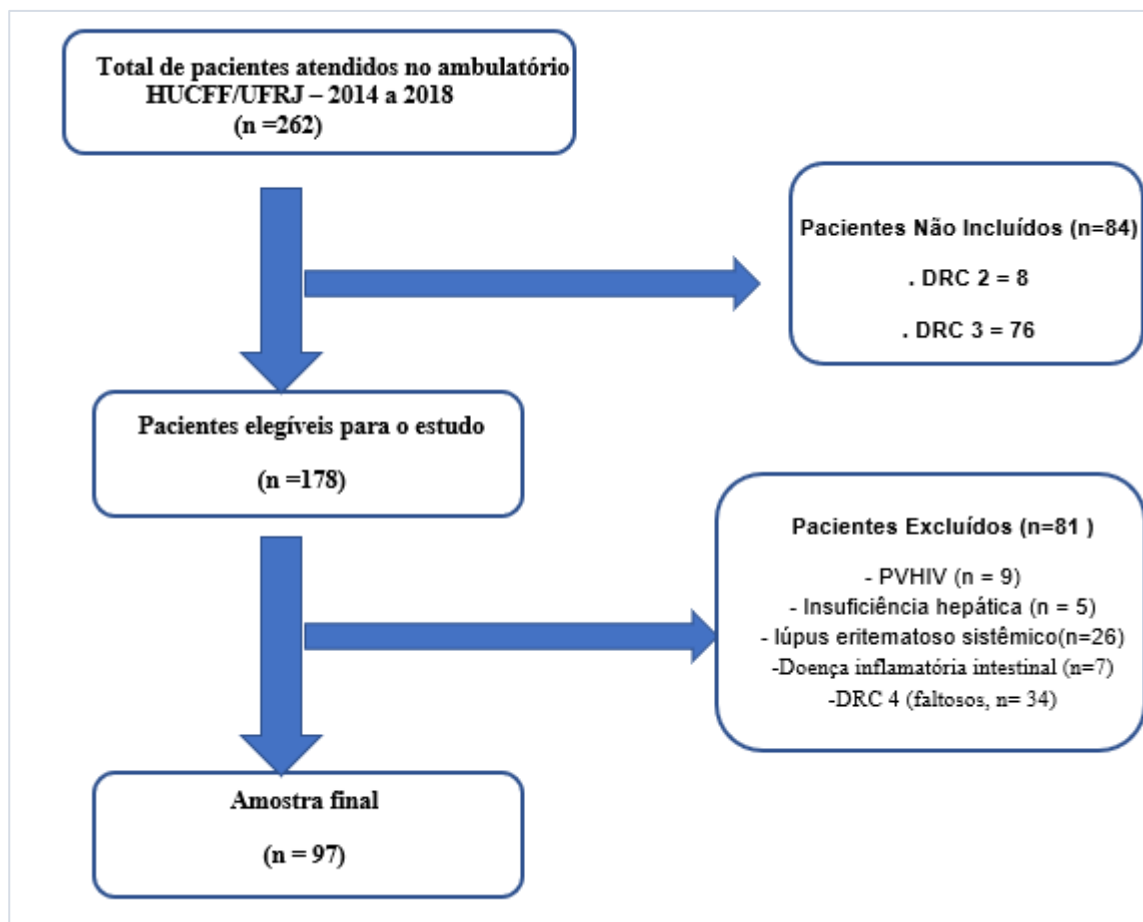 Total de pacientes atendidos no ambulatório
HUCFF/UFRJ – 2014 a 2018
(n =262)
Pacientes Não Incluídos (n=84)
. DRC 2 = 8
. DRC 3 = 76
Pacientes elegíveis para o estudo
(n =178)
Pacientes Excluídos (n=81 )
- PVHIV (n = 9)
- Insuficiência hepática (n = 5)
- lúpus eritematoso sistêmico(n=26)
-Doença inflamatória intestinal (n=7)
-DRC 4 (faltosos, n= 34)
Amostra final
(n = 97)